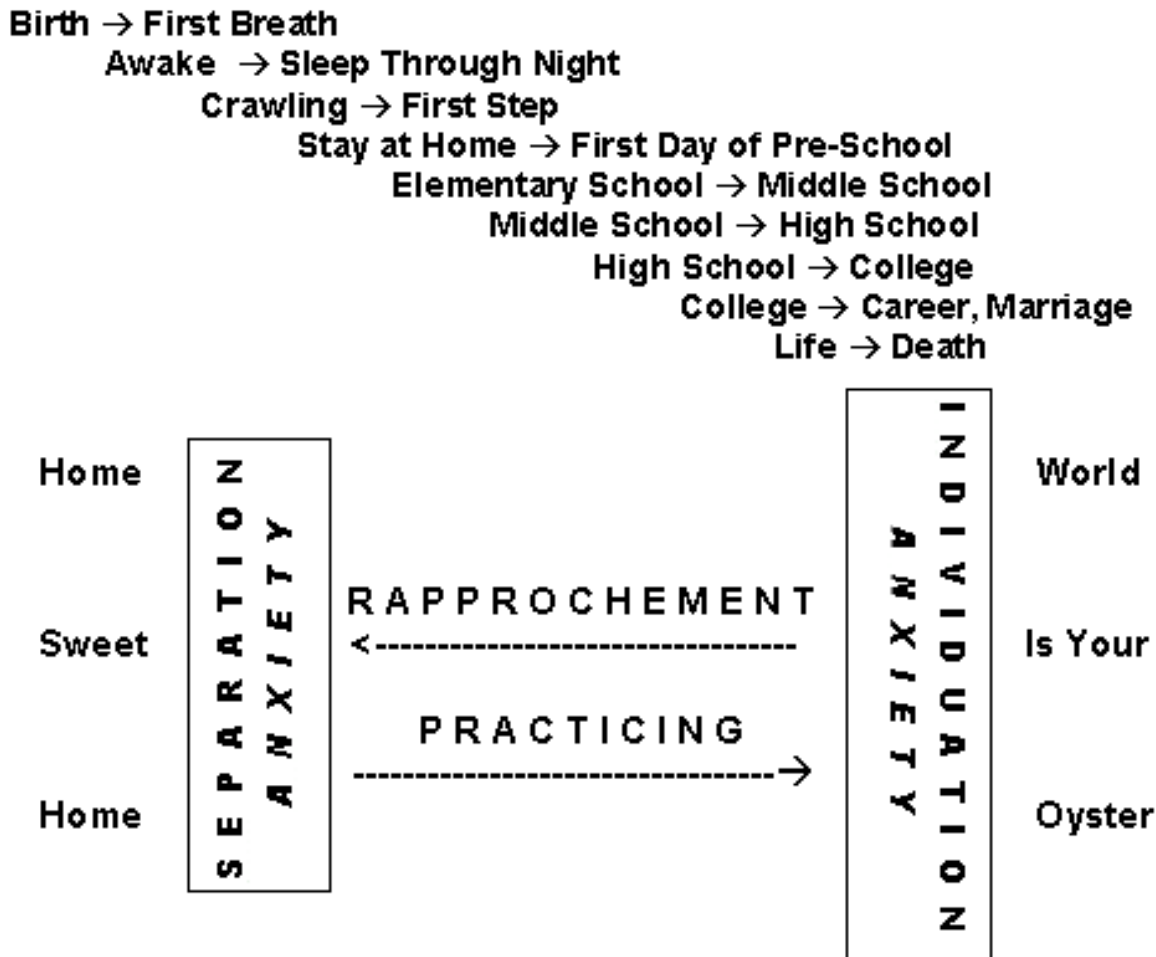 Birth → First Breath
Awake → Sleep Through Night
Crawling → First Step
Stay at Home → First Day of Pre-School
Elementary School → Middle School
Middle School → High School
High School → College
College → Career, Marriage
Life → Death
Home
Sweet
Home
SEPARATION
ANXIETY
RAPPROCHEMENT
<---------------------------------
PRACTICING
---------------------------------→
INDIVIDUATION
ANXIETY
World
Is Your
Oyster